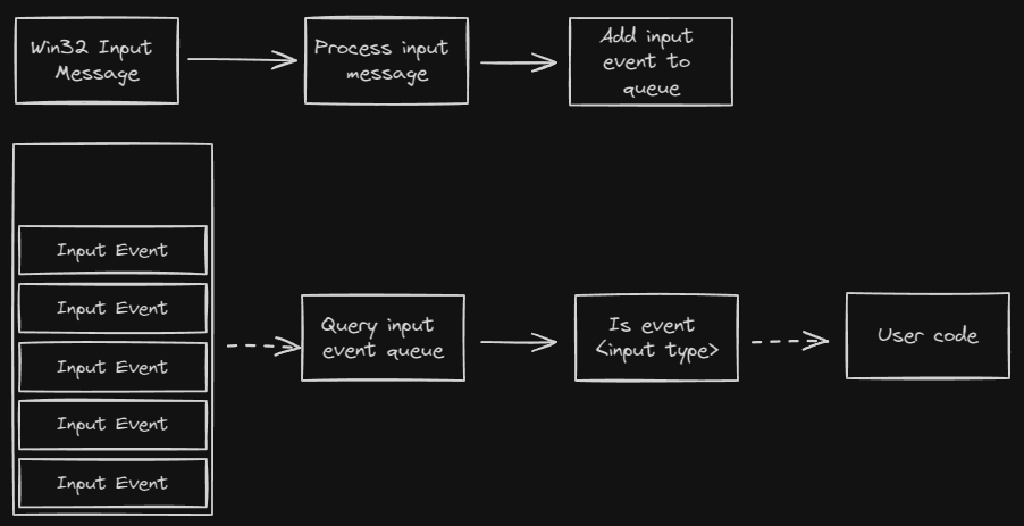 Win32 Input
Message
Process input
message
Add input
event to
queue
Input Event
Input Event
Input Event
Input Event
Input Event
Query input
event queue
Is event
<input type>
User code